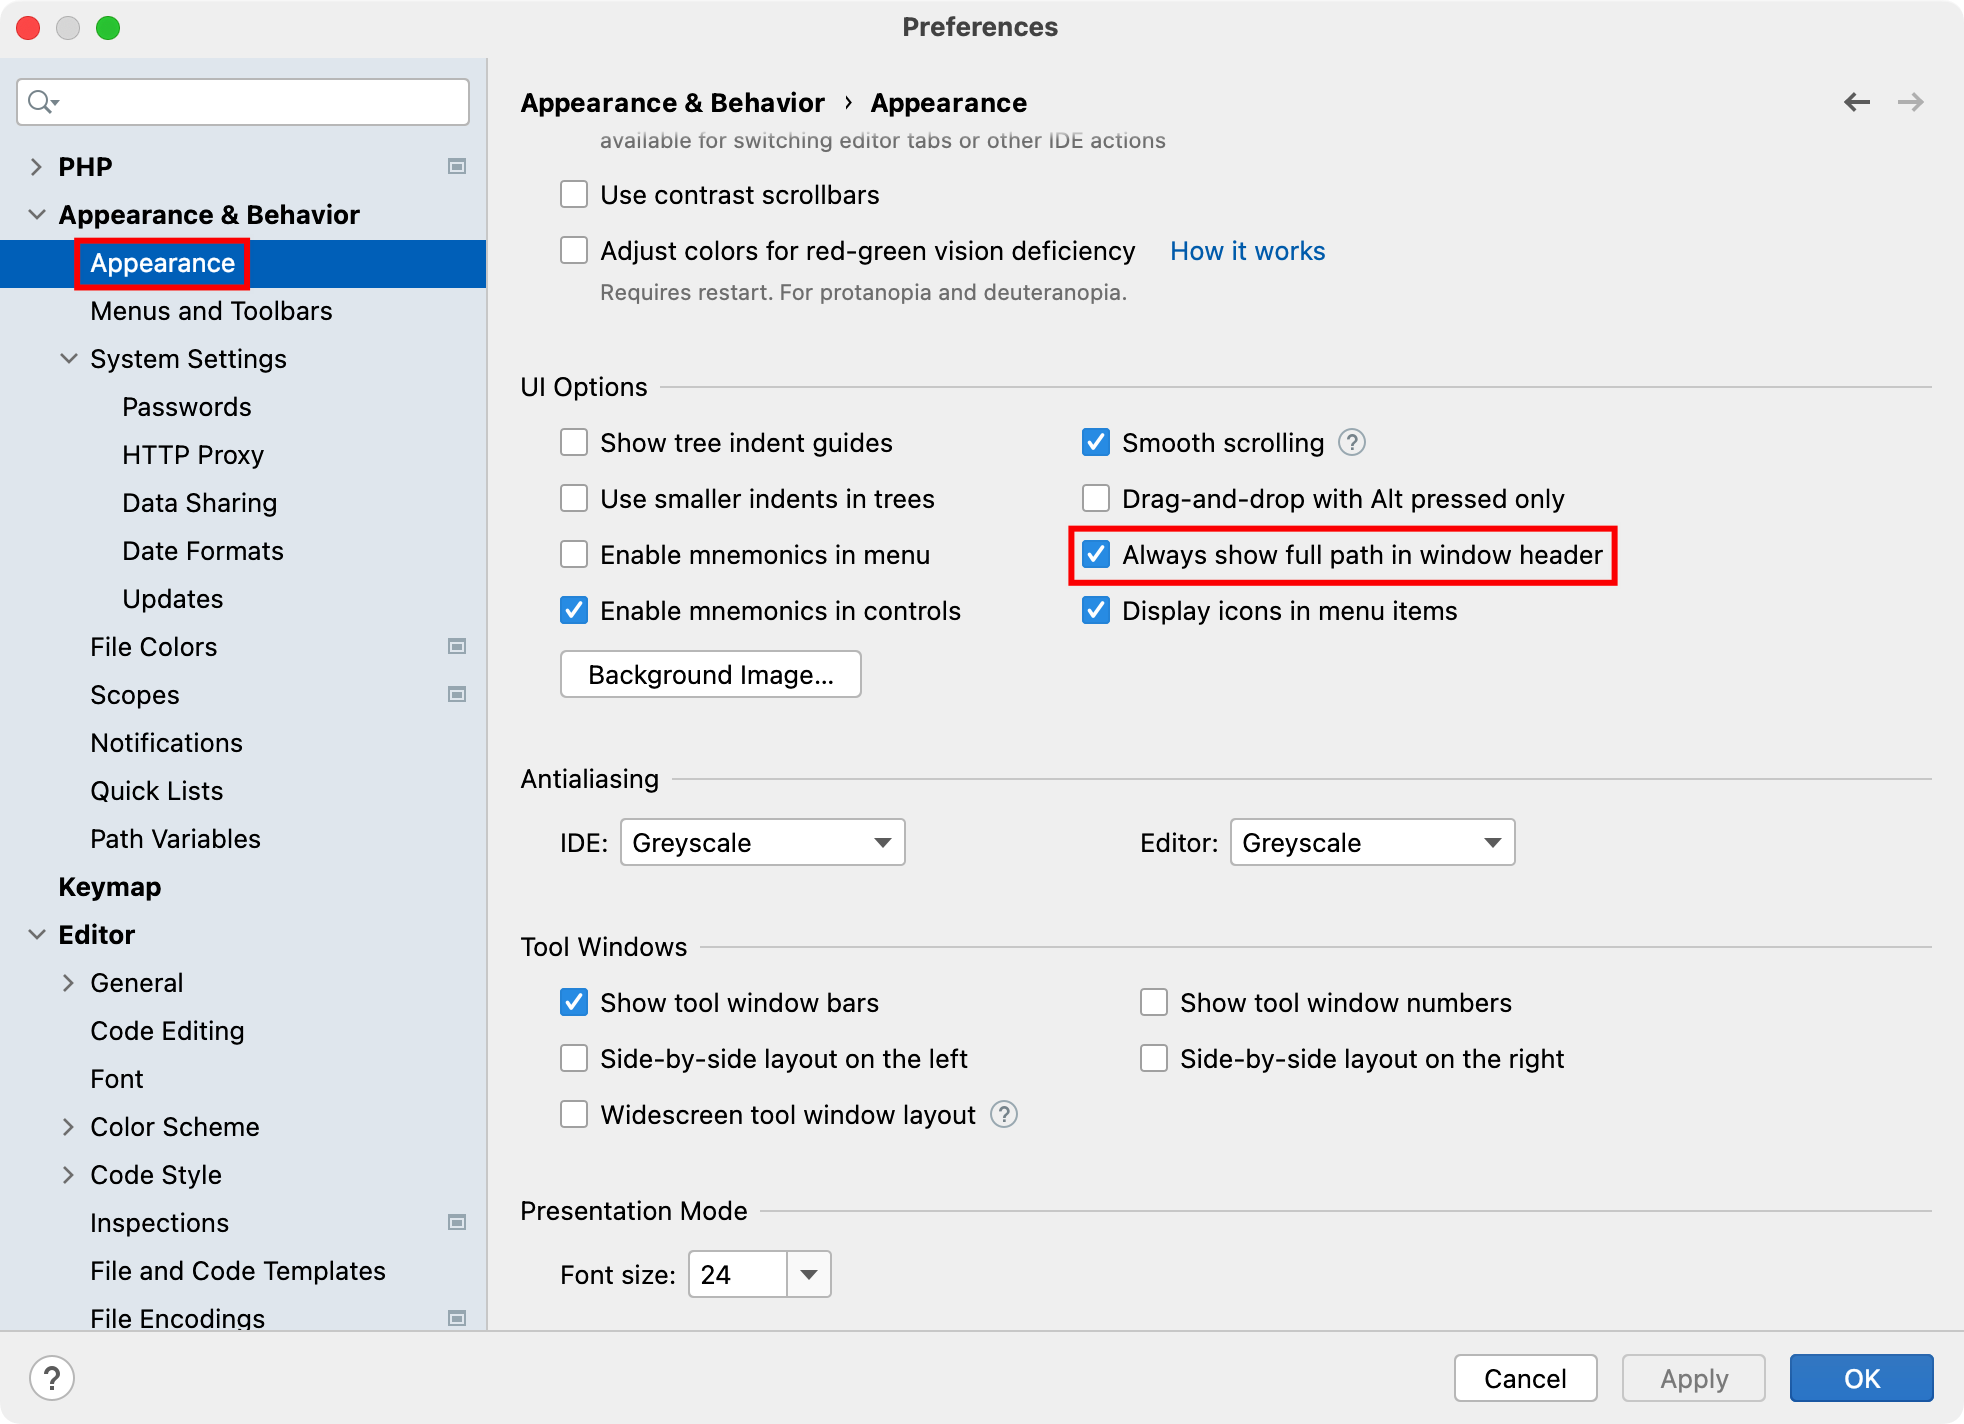 Preferences
PHP
Appearance & Behavior
Appearance
Menus and Toolbars
System Settings
Passwords
HTTP Proxy
Data Sharing
Date Formats
Updates
File Colors
Scopes
Notifications
Quick Lists
Path Variables
Keymap
Editor
General
Code Editing
Font
Color Scheme
Code Style
Inspections
File and Code Templates
File Encodings
Appearance & Behavior › Appearance
available for switching editor tabs or other IDE actions
Use contrast scrollbars
Adjust colors for red-green vision deficiency How it works
Requires restart. For protanopia and deuteranopia.
UI Options
Show tree indent guides Smooth scrolling ?
Use smaller indents in trees Drag-and-drop with Alt pressed only
Enable mnemonics in menu Always show full path in window header
Enable mnemonics in controls Display icons in menu items
Background Image...
Antialiasing
IDE: Greyscale Editor: Greyscale
Tool Windows
Show tool window bars Show tool window numbers
Side-by-side layout on the left Side-by-side layout on the right
Widescreen tool window layout ?
Presentation Mode
Font size: 24
? Cancel Apply OK